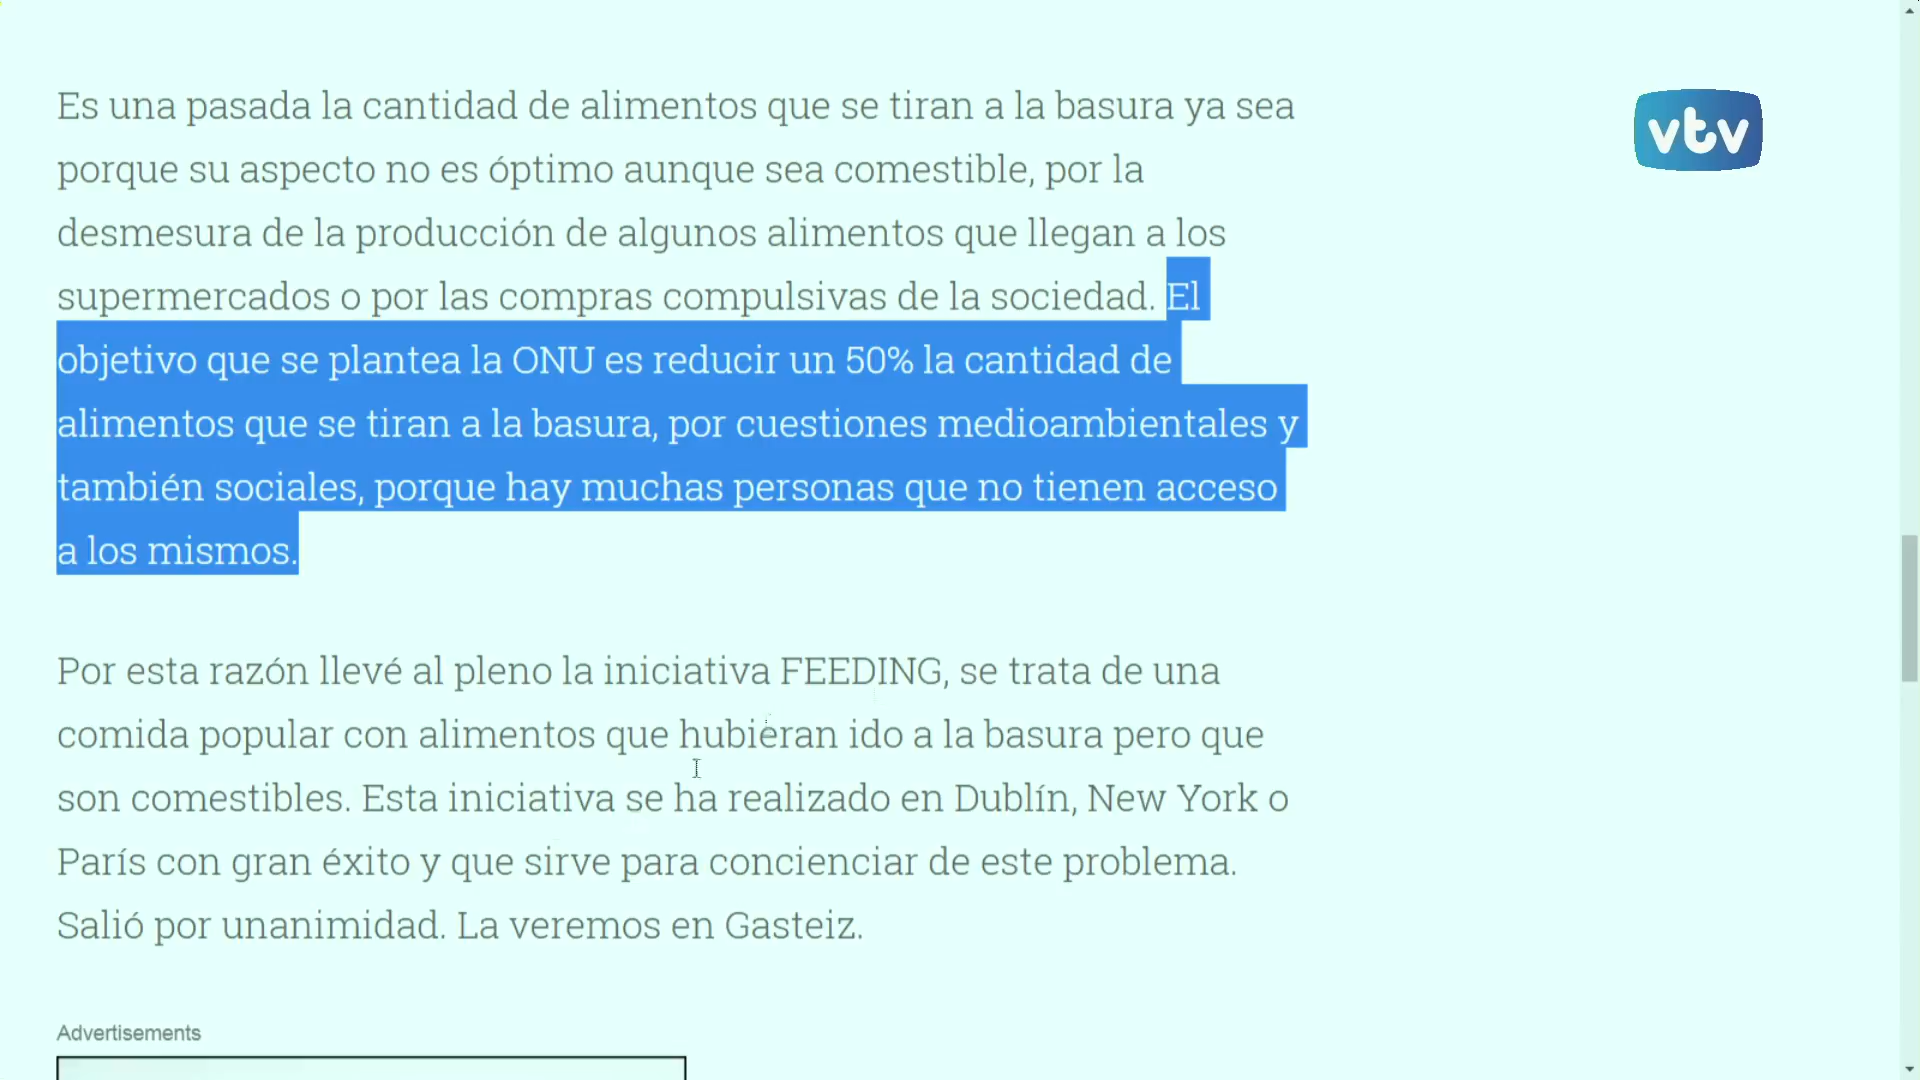 Es una pasada la cantidad de alimentos que se tiran a la basura ya sea
porque su aspecto no es óptimo aunque sea comestible, por la
desmesura de la producción de algunos alimentos que llegan a los
supermercados o por las compras compulsivas de la sociedad. El
objetivo que se plantea la ONU es reducir un 50% la cantidad de
alimentos que se tiran a la basura, por cuestiones medioambientales y
también sociales, porque hay muchas personas que no tienen acceso
a los mismos.
Por esta razón llevé al pleno la iniciativa FEEDING, se trata de una
comida popular con alimentos que hubieran ido a la basura pero que
son comestibles. Esta iniciativa se ha realizado en Dublín, New York o
París con gran éxito y que sirve para concienciar de este problema.
Salió por unanimidad. La veremos en Gasteiz.
Advertisements
vtv